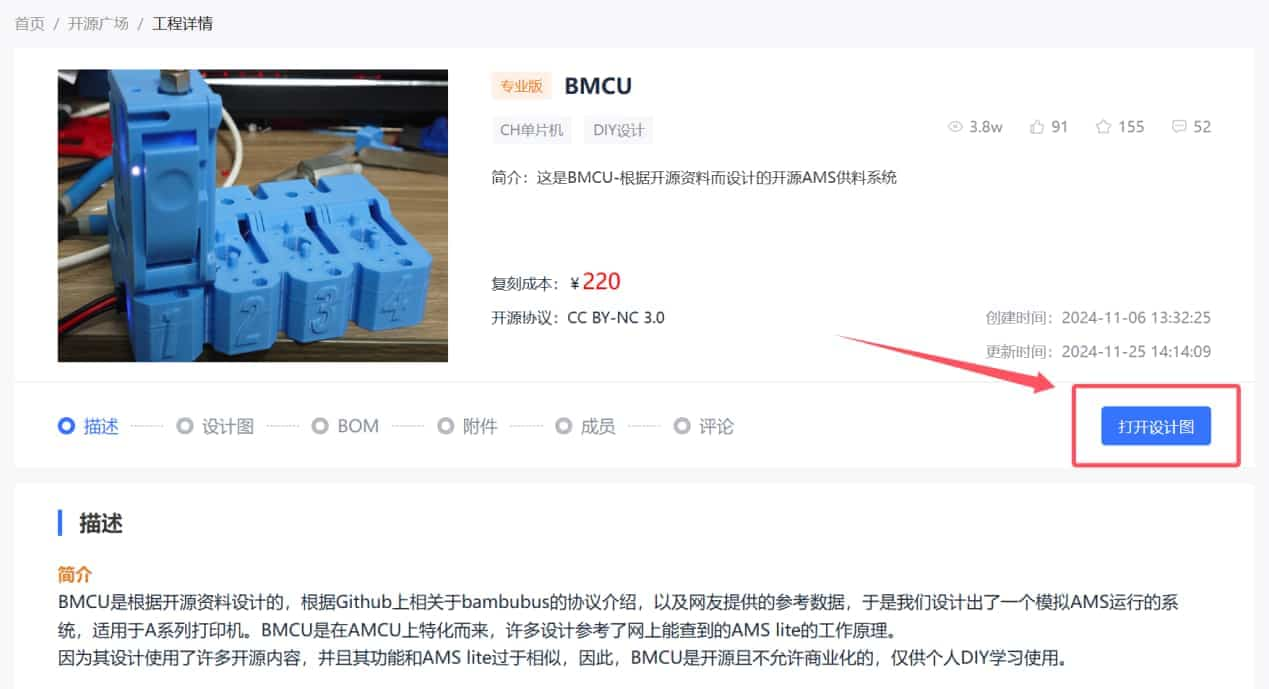 首页 / 开源广场 / 工程详情
专业版 BMCU
CH单片机 DIY设计
3.8w 91 155 52
简介：这是BMCU-根据开源资料而设计的开源AMS供料系统
复刻成本：¥220
开源协议：CC BY-NC 3.0
创建时间：2024-11-06 13:32:25
更新时间：2024-11-25 14:14:09
1 2 3 4
描述 设计图 BOM 附件 成员 评论
打开设计图
描述
简介
BMCU是根据开源资料设计的，根据Github上相关于bambubus的协议介绍，以及网友提供的参考数据，于是我们设计出了一个模拟AMS运行的系
统，适用于A系列打印机。BMCU是在AMCU上特化而来，许多设计参考了网上能查到的AMS lite的工作原理。
因为其设计使用了许多开源内容，并且其功能和AMS lite过于相似，因此，BMCU是开源且不允许商业化的，仅供个人DIY学习使用。